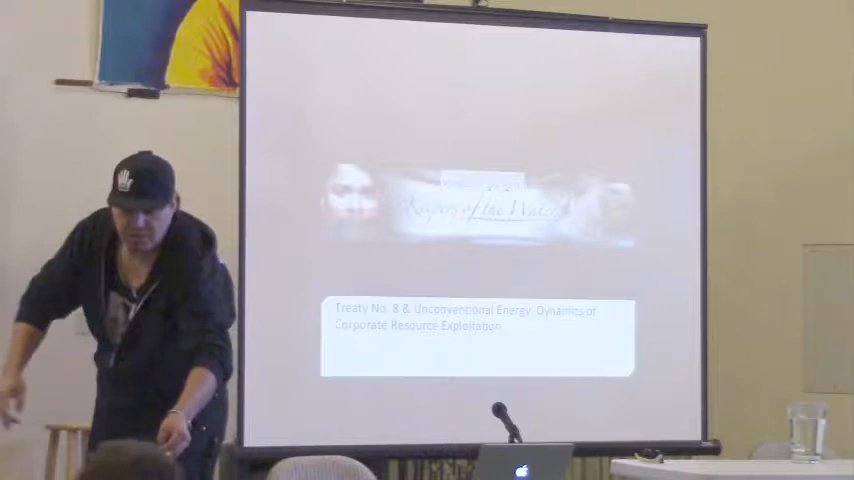 Keepers of the Water
Treaty No. 8 & Unconventional Energy: Dynamics of
Corporate Resource Exploitation